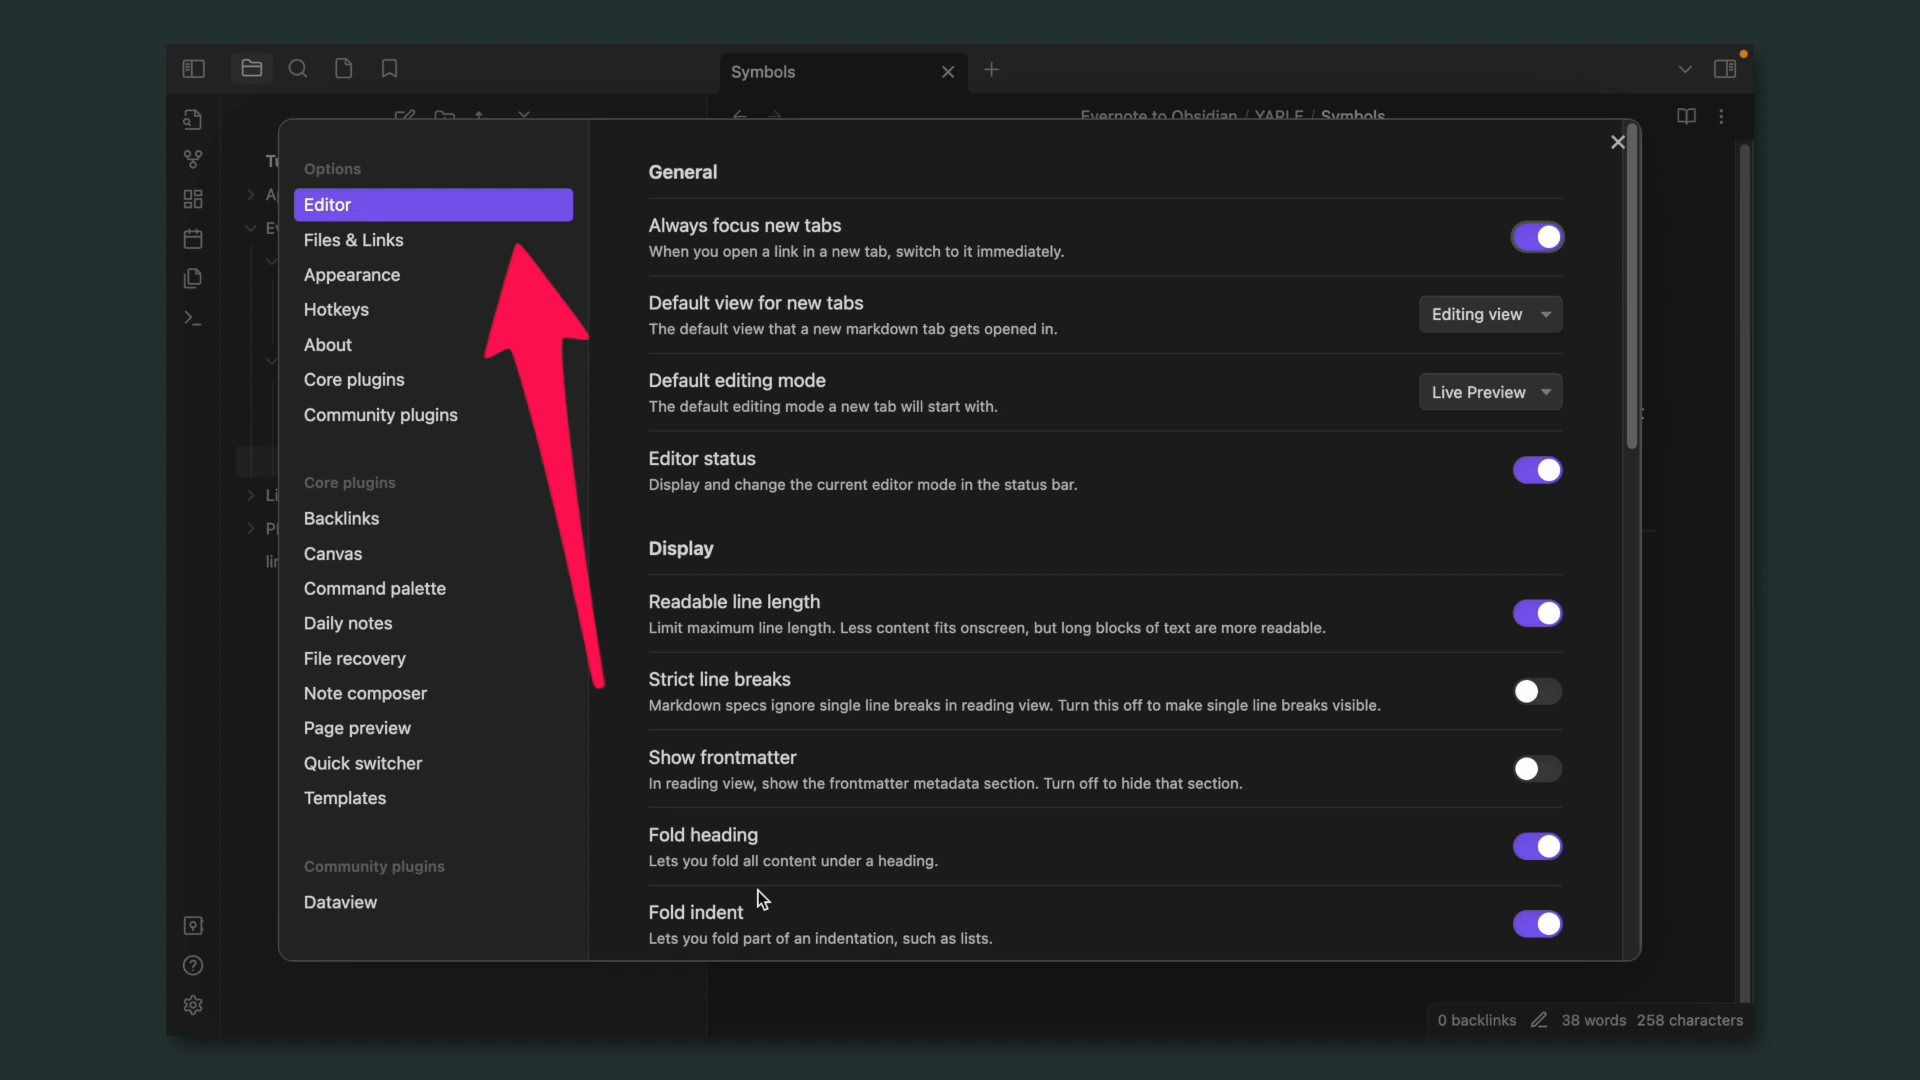 Symbols
Evernote to Obsidian / YARLE / Symbols
Options
Editor
Files & Links
Appearance
Hotkeys
About
Core plugins
Community plugins
Core plugins
Backlinks
Canvas
Command palette
Daily notes
File recovery
Note composer
Page preview
Quick switcher
Templates
Community plugins
Dataview
General
Always focus new tabs
When you open a link in a new tab, switch to it immediately.
Default view for new tabs
The default view that a new markdown tab gets opened in.
Editing view
Default editing mode
The default editing mode a new tab will start with.
Live Preview
Editor status
Display and change the current editor mode in the status bar.
Display
Readable line length
Limit maximum line length. Less content fits onscreen, but long blocks of text are more readable.
Strict line breaks
Markdown specs ignore single line breaks in reading view. Turn this off to make single line breaks visible.
Show frontmatter
In reading view, show the frontmatter metadata section. Turn off to hide that section.
Fold heading
Lets you fold all content under a heading.
Fold indent
Lets you fold part of an indentation, such as lists.
0 backlinks 38 words 258 characters